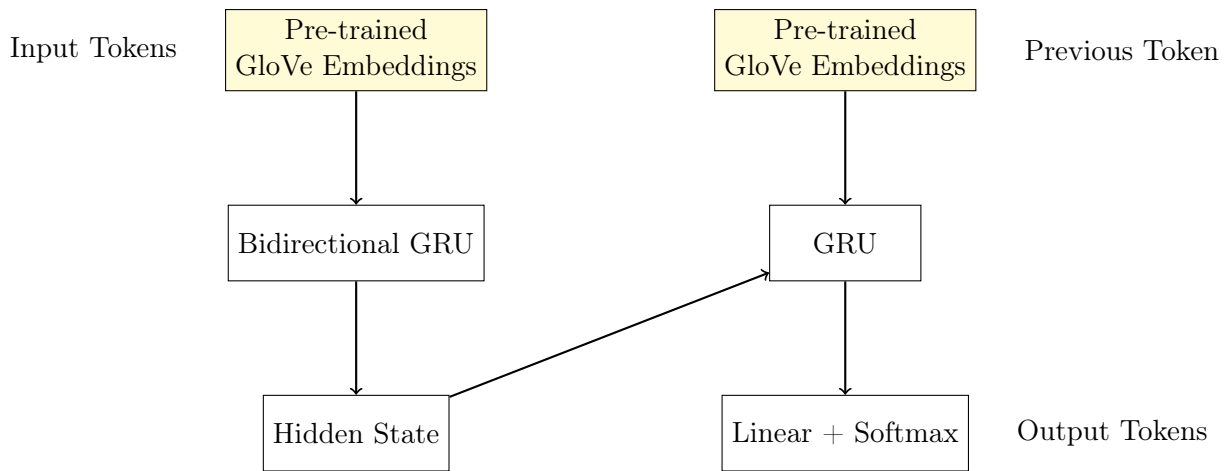 Input Tokens
Pre-trained
GloVe Embeddings
Pre-trained
GloVe Embeddings
Previous Token
Bidirectional GRU
GRU
Hidden State
Linear + Softmax
Output Tokens